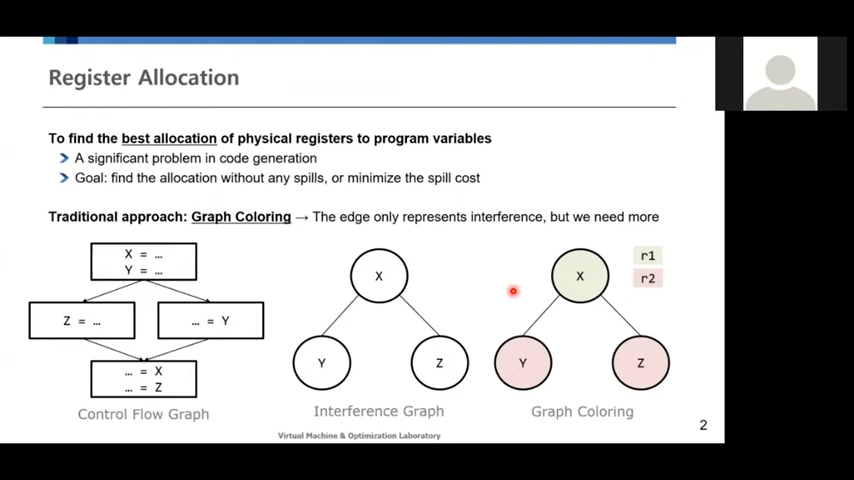 Register Allocation
To find the best allocation of physical registers to program variables
A significant problem in code generation
Goal: find the allocation without any spills, or minimize the spill cost
Traditional approach: Graph Coloring → The edge only represents interference, but we need more
X = …
Y = …
Z = …
… = Y
… = X
… = Z
Control Flow Graph
X
Y
Z
Interference Graph
X
Y
Z
r1
r2
Graph Coloring
Virtual Machine & Optimization Laboratory
2